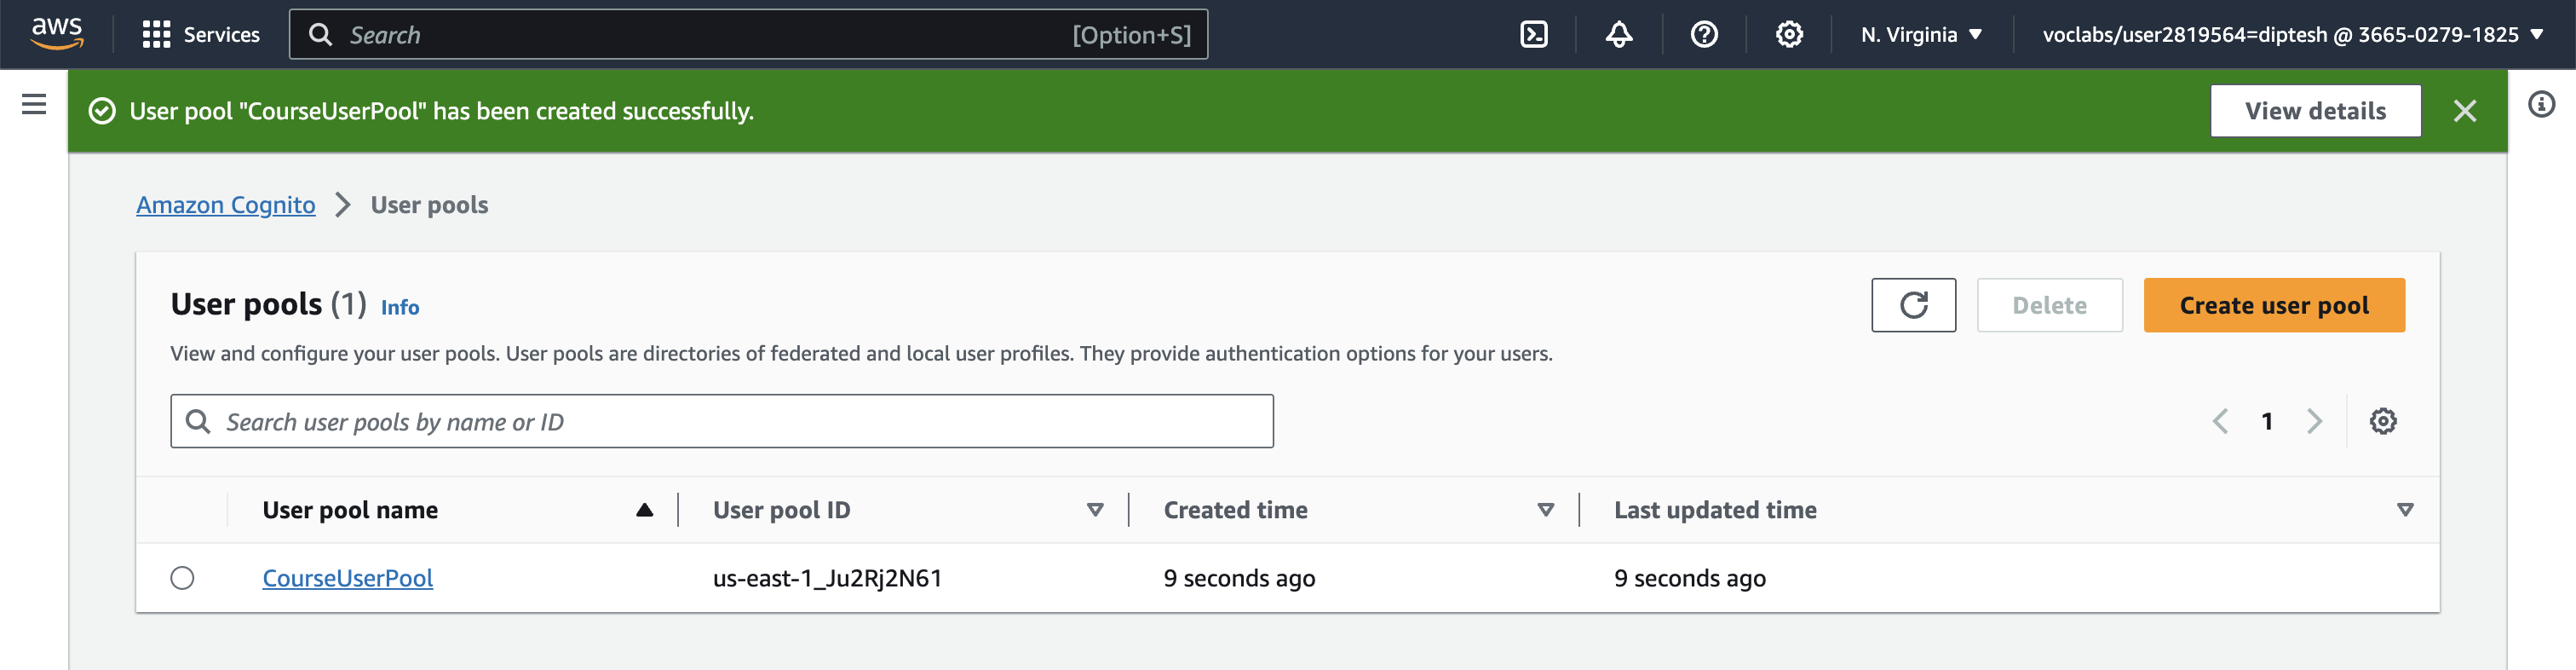 aws Services Search [Option+S] N. Virginia voclabs/user2819564=diptesh @ 3665-0279-1825
User pool "CourseUserPool" has been created successfully. View details
Amazon Cognito User pools
User pools (1) Info Delete Create user pool
View and configure your user pools. User pools are directories of federated and local user profiles. They provide authentication options for your users.
Search user pools by name or ID 1
User pool name User pool ID Created time Last updated time
CourseUserPool us-east-1_Ju2Rj2N61 9 seconds ago 9 seconds ago